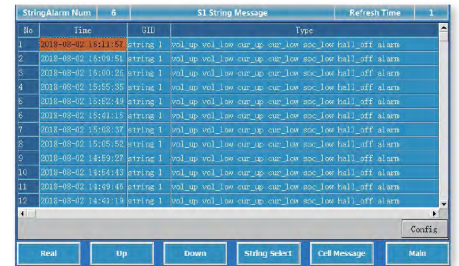 StringAlarm Num 6 S1 String Message Refresh Time 1
No Time GID Type
1 2018-08-02 16:11:57 string 1 vol_up vol_low cur_up cur_low soc_low hall_off alarm
2 2018-08-02 16:09:51 string 1 vol_up vol_low cur_up cur_low soc_low hall_off alarm
3 2018-08-02 16:00:26 string 1 vol_up vol_low cur_up cur_low soc_low hall_off alarm
4 2018-08-02 15:55:35 string 1 vol_up vol_low cur_up cur_low soc_low hall_off alarm
5 2018-08-02 15:52:49 string 1 vol_up vol_low cur_up cur_low soc_low hall_off alarm
6 2018-08-02 string 1 vol_up vol_low cur_up cur_low soc_low hall_off alarm
7 2018-08-02 15:08:37 string 1 vol_up vol_low cur_up cur_low soc_low hall_off alarm
8 2018-08-02 15:05:52 string 1 vol_up vol_low cur_up cur_low soc_low hall_off alarm
9 2018-08-02 14:59:27 string 1 vol_up vol_low cur_up cur_low soc_low hall_off alarm
10 2018-08-02 14:54:43 string 1 vol_up vol_low cur_up cur_low soc_low hall_off alarm
11 2018-08-02 14:49:46 string 1 vol_up vol_low cur_up cur_low soc_low hall_off alarm
12 2018-08-02 14:41:19 string 1 vol_up vol_low cur_up cur_low soc_low hall_off alarm
Config
Real Up Down String Select Cell Message Main